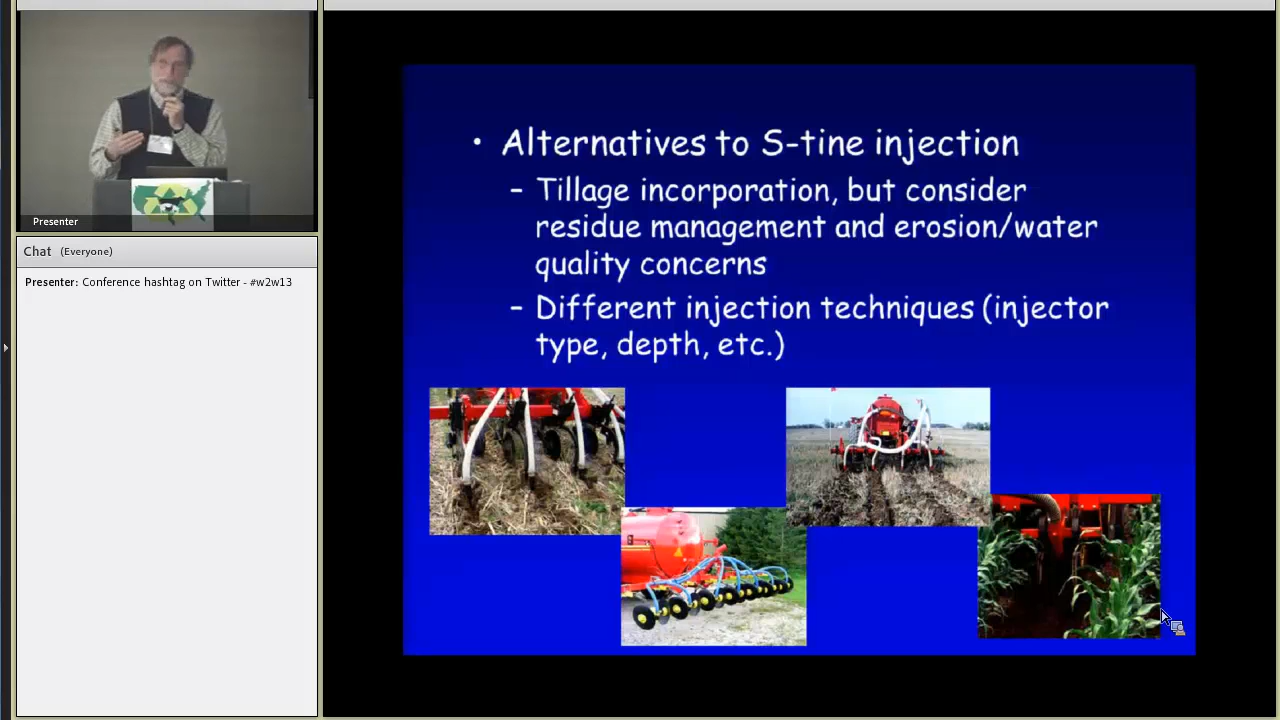 Presenter
Chat (Everyone)
Presenter: Conference hashtag on Twitter - #w2w13
• Alternatives to S-tine injection
– Tillage incorporation, but consider
residue management and erosion/water
quality concerns
– Different injection techniques (injector
type, depth, etc.)